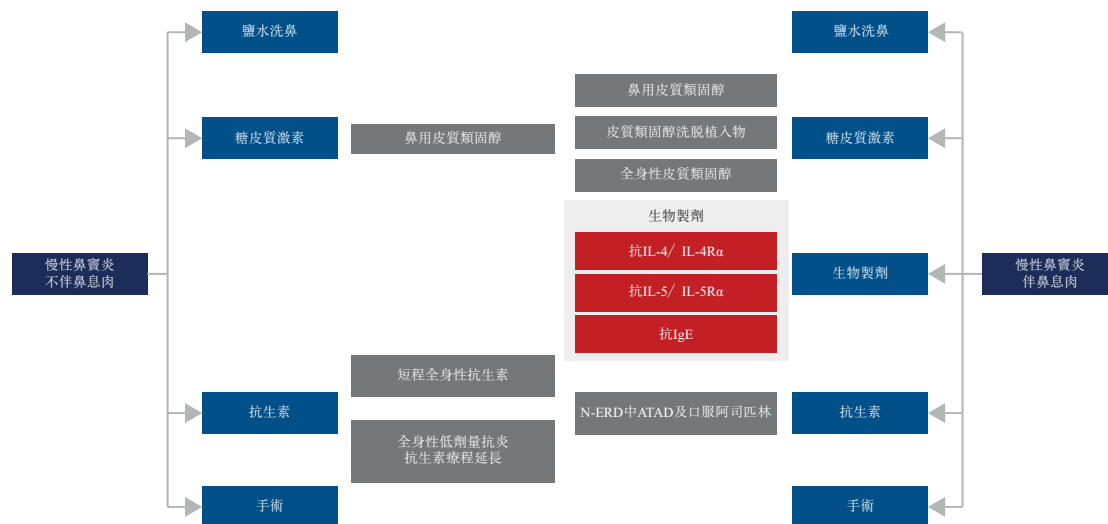 鹽水洗鼻
鹽水洗鼻
鼻用皮質類固醇
糖皮質激素
鼻用皮質類固醇
皮質類固醇洗脱植入物
糖皮質激素
全身性皮質類固醇
生物製劑
抗IL-4/ IL-4Rα
慢性鼻竇炎
不伴鼻息肉
抗IL-5/ IL-5Rα
生物製劑
慢性鼻竇炎
伴鼻息肉
抗IgE
短程全身性抗生素
抗生素
全身性低劑量抗炎
抗生素療程延長
N-ERD中ATAD及口服阿司匹林
抗生素
手術
手術